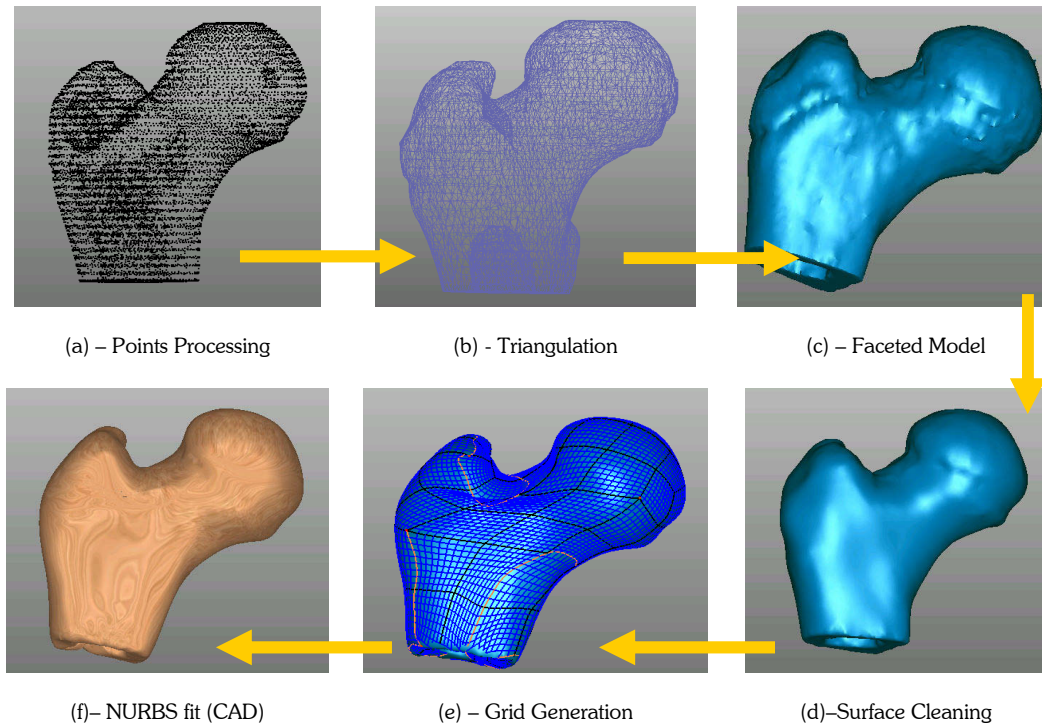 (a) – Points Processing
(b) - Triangulation
(c) – Faceted Model
(f)– NURBS fit (CAD)
(e) – Grid Generation
(d)–Surface Cleaning